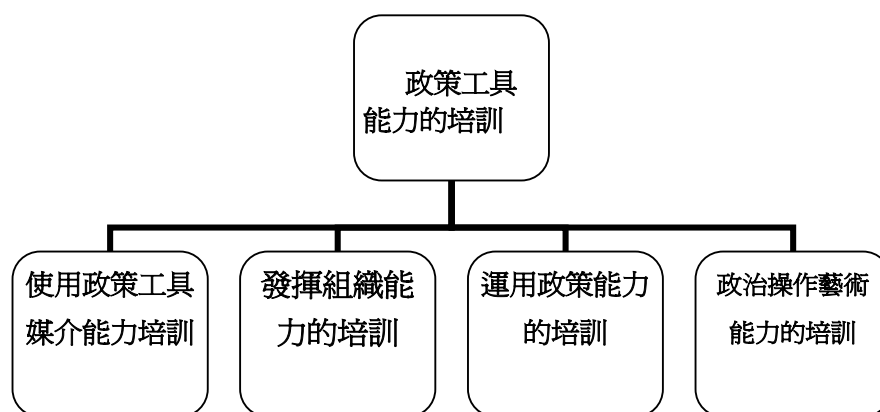 政策工具
能力的培訓
使用政策工具
媒介能力培訓
發揮組織能
力的培訓
運用政策能力
的培訓
政治操作藝術
能力的培訓